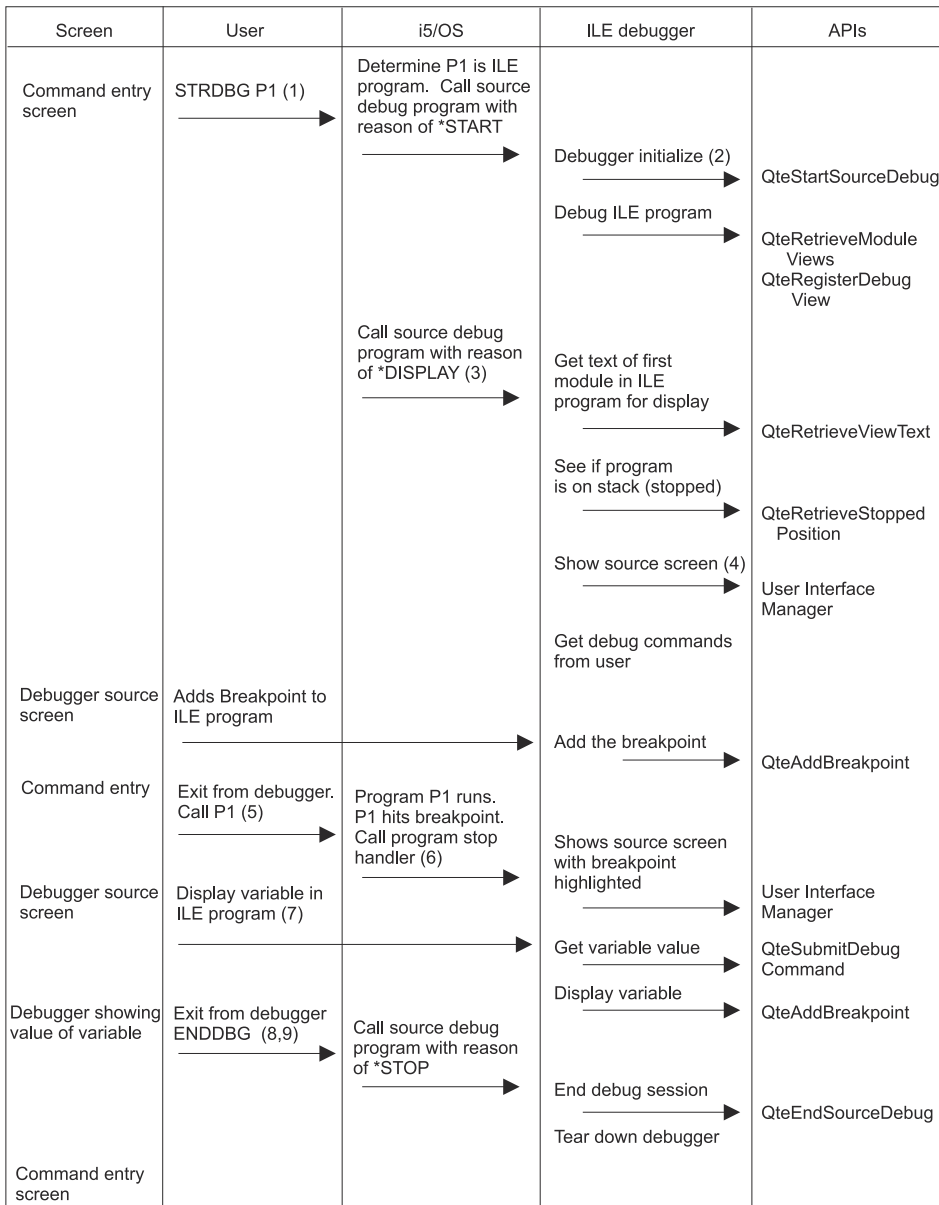 Screen
User
i5/OS
ILE debugger
APIs
Command entry
screen
STRDBG P1 (1)
Determine P1 is ILE
program. Call source
debug program with
reason of *START
Debugger initialize (2)
QteStartSourceDebug
Debug ILE program
QteRetrieveModule
Views
QteRegisterDebug
View
Call source debug
program with reason
of *DISPLAY (3)
Get text of first
module in ILE
program for display
QteRetrieveViewText
See if program
is on stack (stopped)
QteRetrieveStopped
Position
Show source screen (4)
User Interface
Manager
Get debug commands
from user
Debugger source
screen
Adds Breakpoint to
ILE program
Add the breakpoint
QteAddBreakpoint
Command entry
Exit from debugger.
Call P1 (5)
Program P1 runs.
P1 hits breakpoint.
Call program stop
handler (6)
Shows source screen
with breakpoint
highlighted
User Interface
Manager
Debugger source
screen
Display variable in
ILE program (7)
Get variable value
QteSubmitDebug
Command
Display variable
QteAddBreakpoint
Debugger showing
value of variable
Exit from debugger
ENDDBG (8,9)
Call source debug
program with reason
of *STOP
End debug session
QteEndSourceDebug
Tear down debugger
Command entry
screen